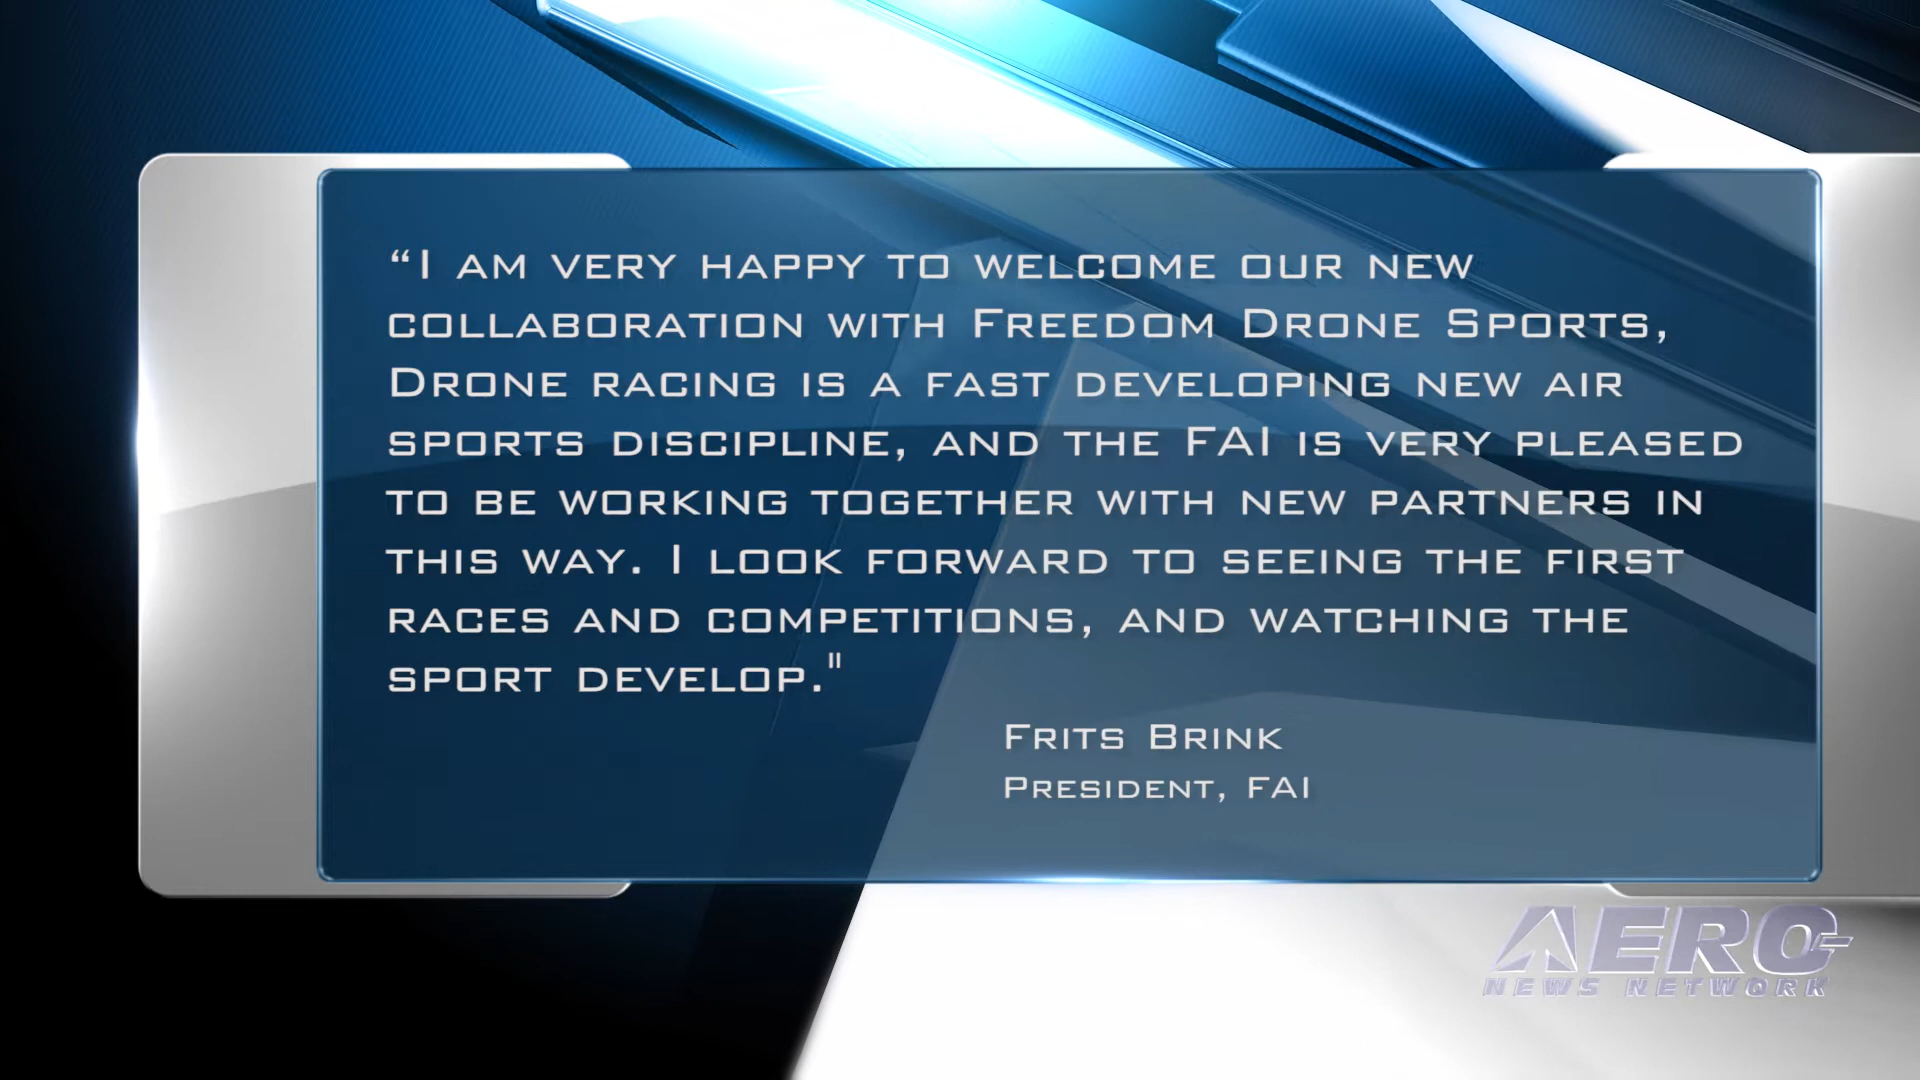 “I am very happy to welcome our new
collaboration with Freedom Drone Sports,
Drone racing is a fast developing new air
sports discipline, and the FAI is very pleased
to be working together with new partners in
this way. I look forward to seeing the first
races and competitions, and watching the
sport develop."
Frits Brink
President, FAI
AERO
NEWS NETWORK